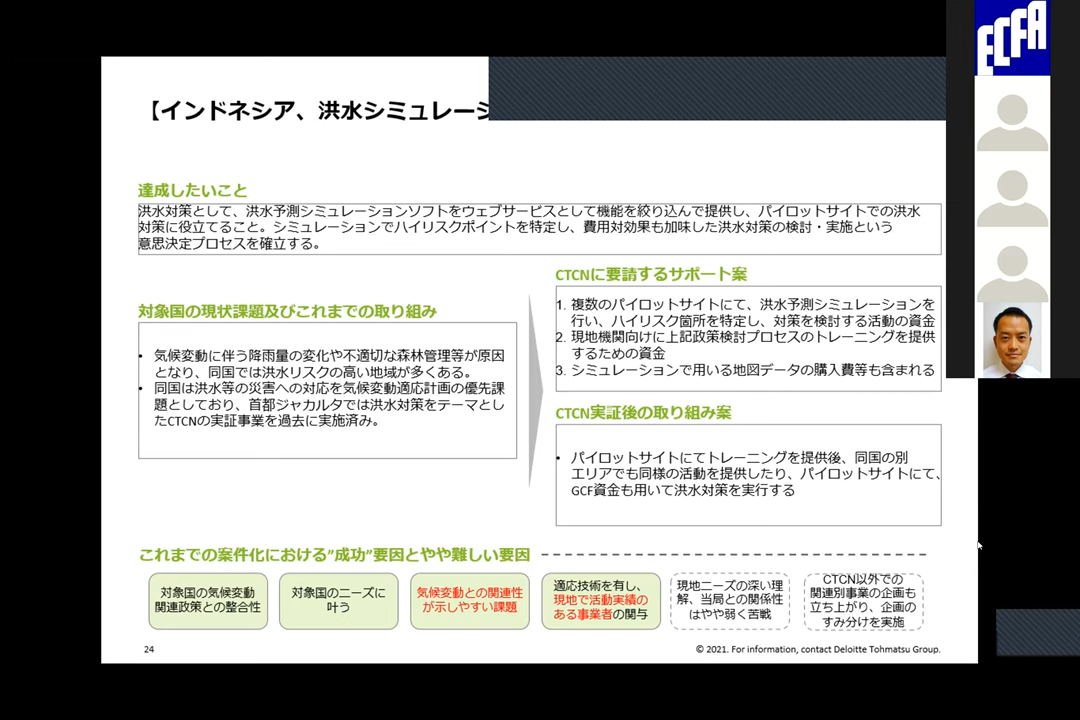 【インドネシア、洪水シミュレーシ
達成したいこと
洪水対策として、洪水予測シミュレーションソフトをウェブサービスとして機能を絞り込んで提供し、パイロットサイトでの洪水
対策に役立てること。シミュレーションでハイリスクポイントを特定し、費用対効果も加味した洪水対策の検討・実施という
意思決定プロセスを確立する。
対象国の現状課題及びこれまでの取り組み
• 気候変動に伴う降雨量の変化や不適切な森林管理等が原因
となり、同国では洪水リスクの高い地域が多くある。
• 同国は洪水等の災害への対応を気候変動適応計画の優先課
題としており、首都ジャカルタでは洪水対策をテーマとし
たCTCNの実証事業を過去に実施済み。
CTCNに要請するサポート案
1. 複数のパイロットサイトにて、洪水予測シミュレーションを
行い、ハイリスク箇所を特定し、対策を検討する活動の資金
2. 現地機関向けに上記政策検討プロセスのトレーニングを提供
するための資金
3. シミュレーションで用いる地図データの購入費等も含まれる
CTCN実証後の取り組み案
• パイロットサイトにてトレーニングを提供後、同国の別
エリアでも同様の活動を提供したり、パイロットサイトにて、
GCF資金も用いて洪水対策を実行する
これまでの案件化における”成功”要因とやや難しい要因
対象国の気候変動
関連政策との整合性
対象国のニーズに
叶う
気候変動との関連性
が示しやすい課題
適応技術を有し、
現地で活動実績の
ある事業者の関与
現地ニーズの深い理
解、当局との関係性
はやや弱く苦戦
CTCN以外での
関連別事業の企画も
立ち上がり、企画の
すみ分けを実施
24
© 2021. For information, contact Deloitte Tohmatsu Group.
ECFA